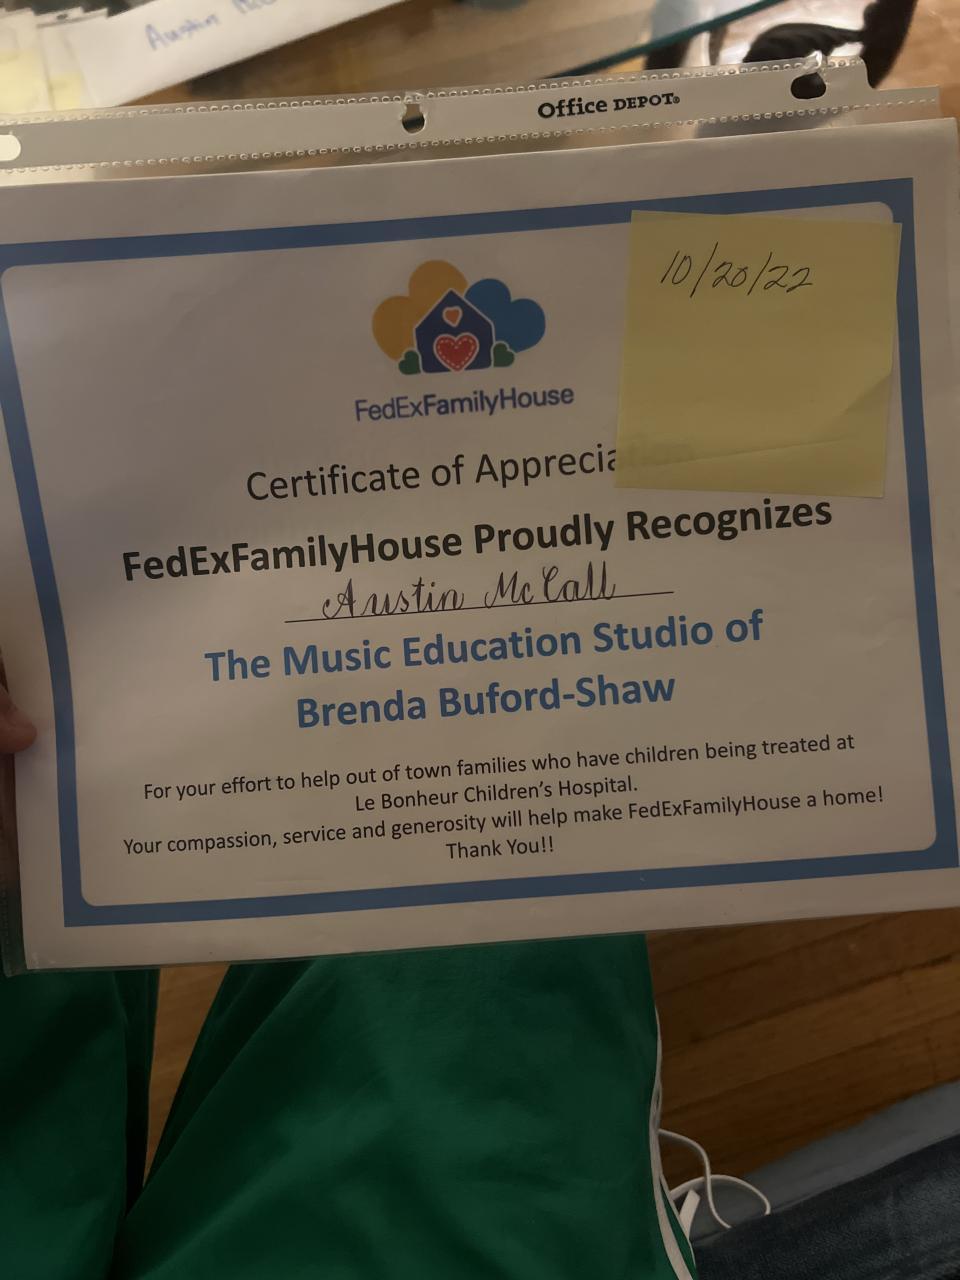 Austin
Office DEPOT®
10/20/22
FedExFamilyHouse
Certificate of Appreciation
FedExFamilyHouse Proudly Recognizes
Austin McCall
The Music Education Studio of
Brenda Buford-Shaw
For your effort to help out of town families who have children being treated at
Le Bonheur Children's Hospital.
Your compassion, service and generosity will help make FedExFamilyHouse a home!
Thank You!!